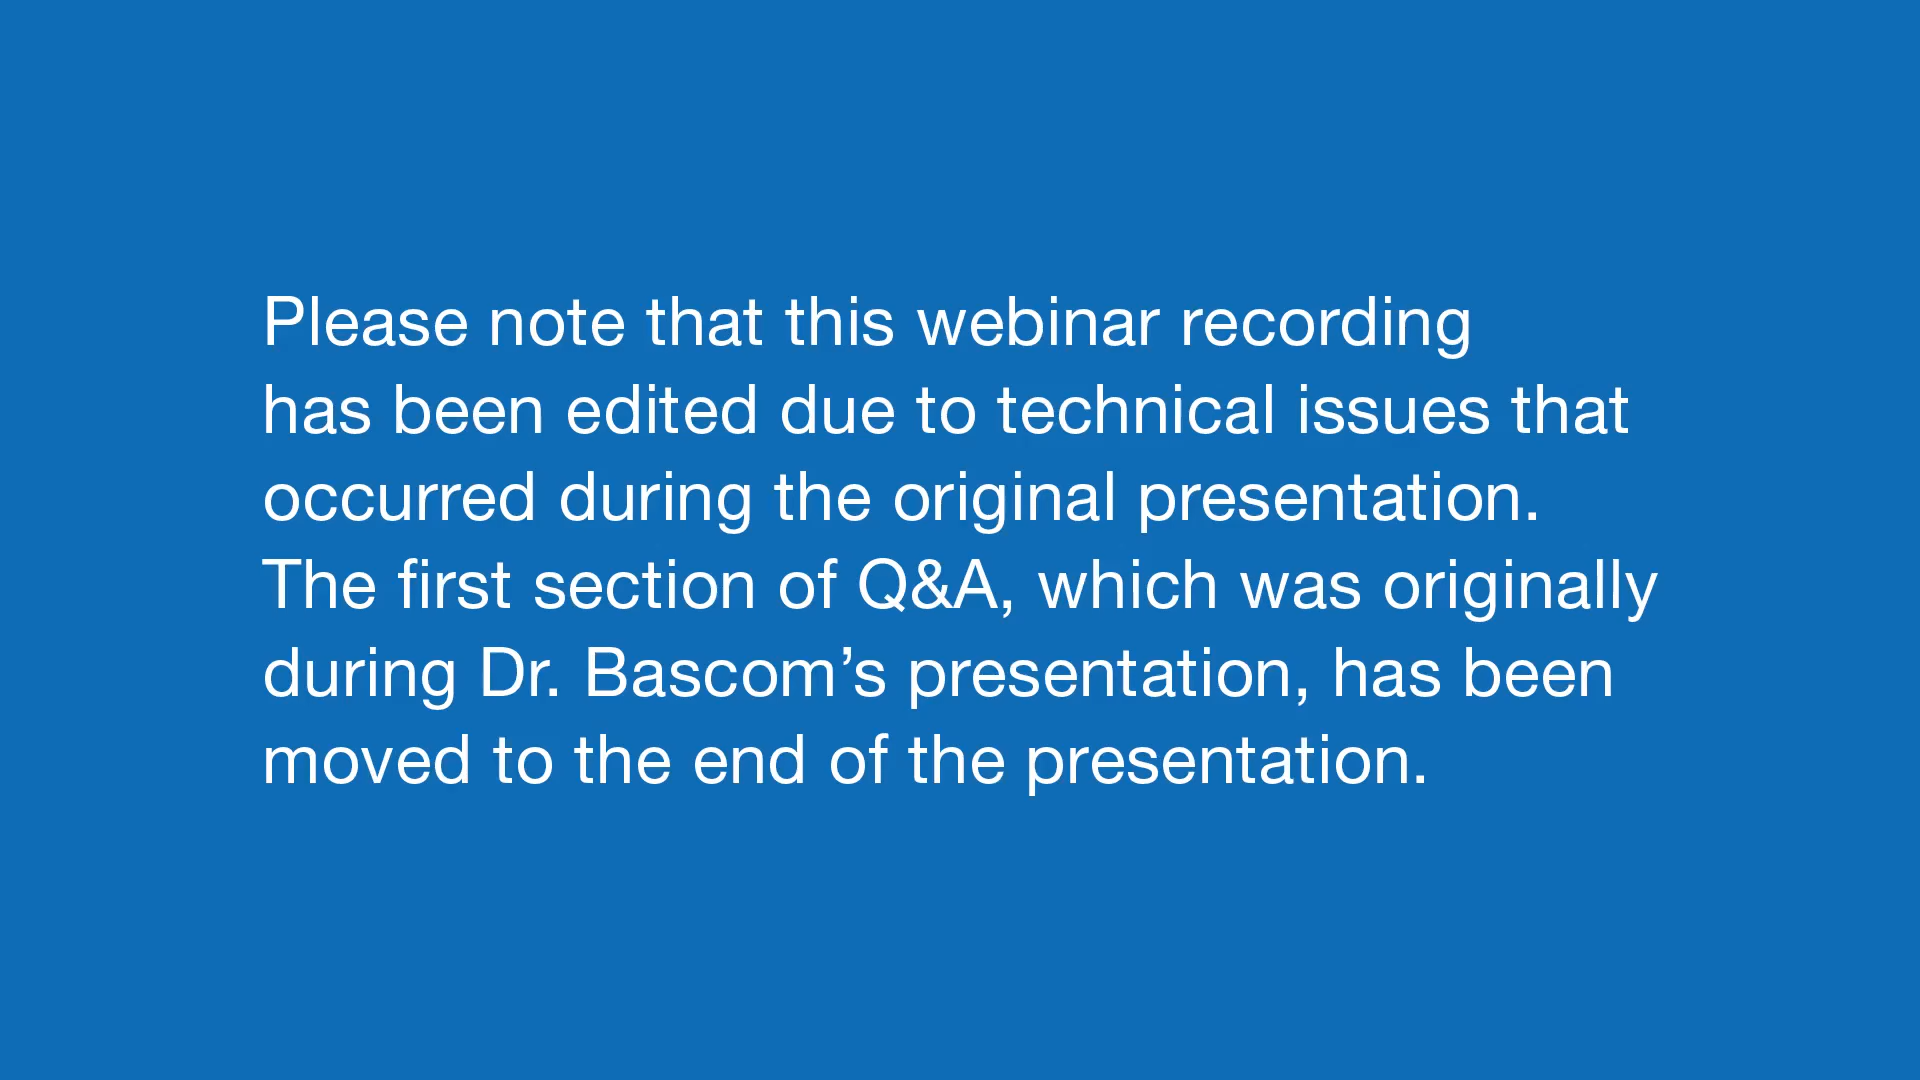 Please note that this webinar recording
has been edited due to technical issues that
occurred during the original presentation.
The first section of Q&A, which was originally
during Dr. Bascom’s presentation, has been
moved to the end of the presentation.